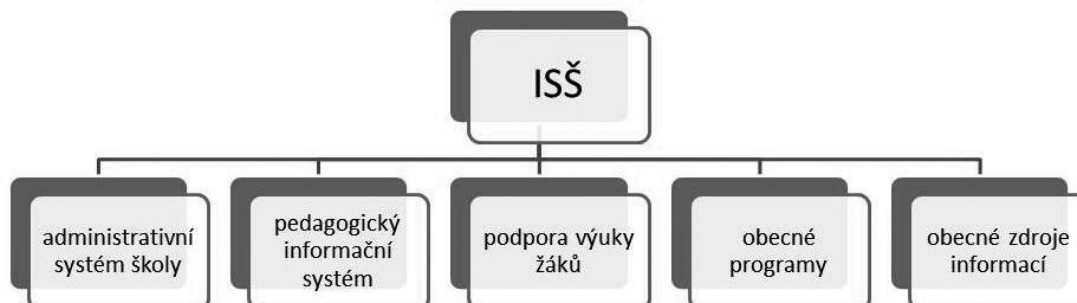 ISŠ
administrativní
systém školy
pedagogický
informační
systém
podpora výuky
žáků
obecné
programy
obecné zdroje
informací